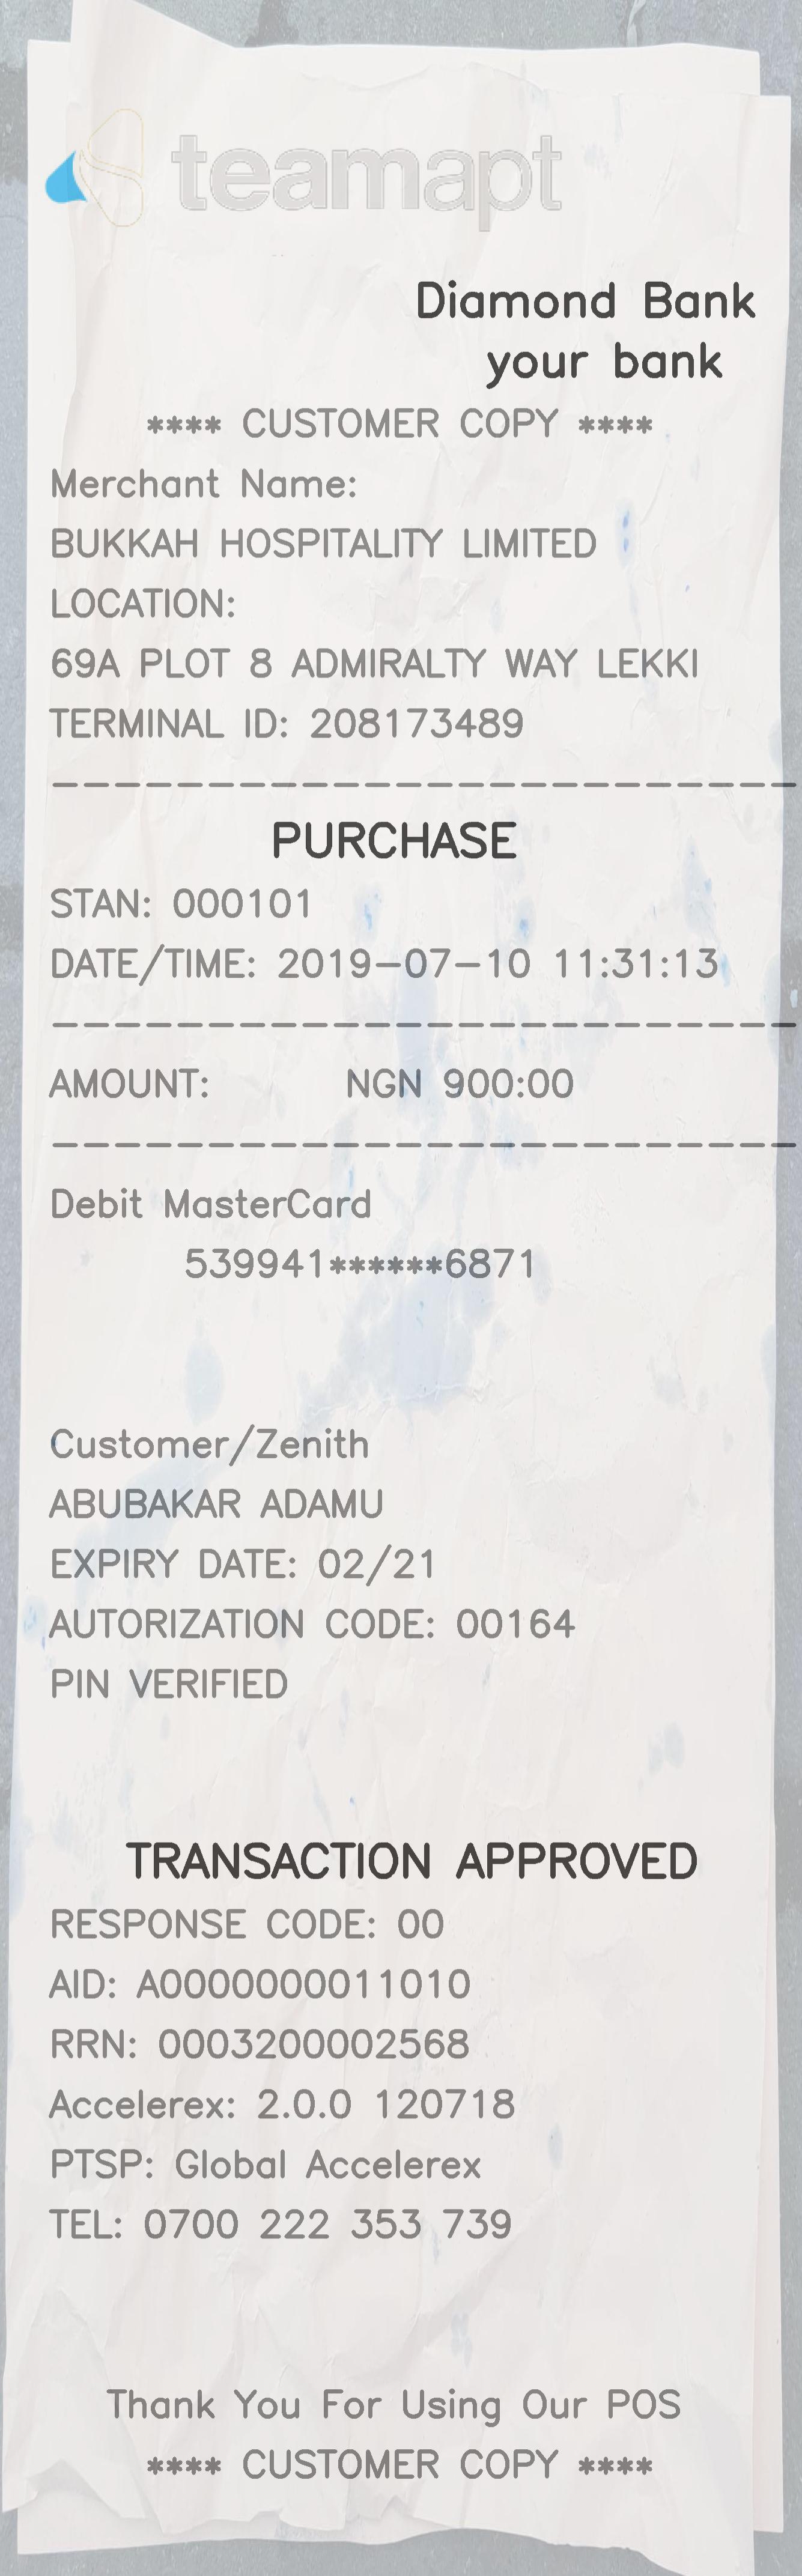 teamapt
Diamond Bank
your bank
**** CUSTOMER COPY ****
Merchant Name:
BUKKAH HOSPITALITY LIMITED
LOCATION:
69A PLOT 8 ADMIRALTY WAY LEKKI
TERMINAL ID: 208173489
------------------------
PURCHASE
STAN: 000101
DATE/TIME: 2019-07-10 11:31:13
------------------------
AMOUNT: NGN 900:00
------------------------
Debit MasterCard
539941******6871
Customer/Zenith
ABUBAKAR ADAMU
EXPIRY DATE: 02/21
AUTORIZATION CODE: 00164
PIN VERIFIED
TRANSACTION APPROVED
RESPONSE CODE: 00
AID: A0000000011010
RRN: 0003200002568
Accelerex: 2.0.0 120718
PTSP: Global Accelerex
TEL: 0700 222 353 739
Thank You For Using Our POS
**** CUSTOMER COPY ****